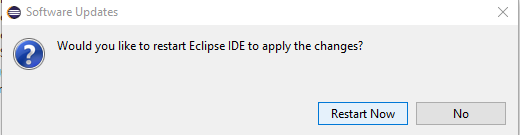 Software Updates
Would you like to restart Eclipse IDE to apply the changes?
Restart Now
No